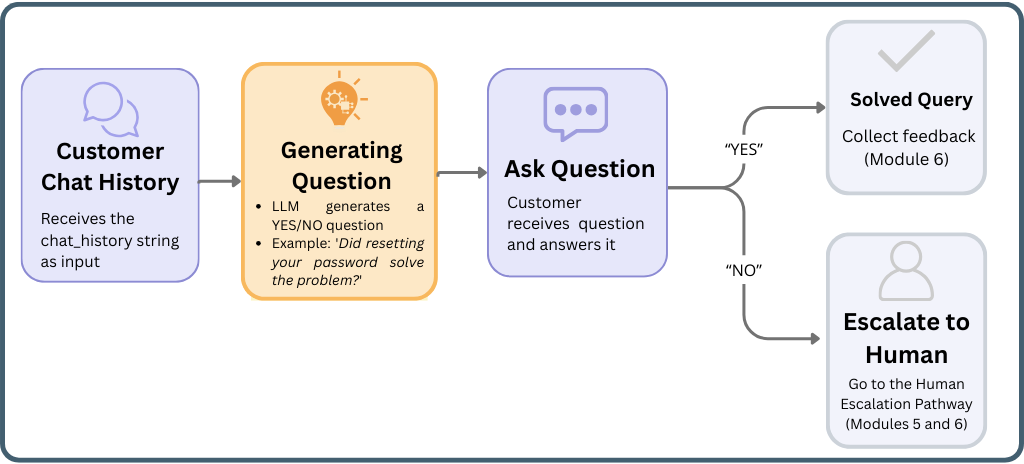 Customer
Chat History
Receives the
chat_history string
as input
Generating
Question
• LLM generates a
YES/NO question
• Example: 'Did resetting
your password solve
the problem?'
Ask Question
Customer
receives question
and answers it
“YES”
“NO”
Solved Query
Collect feedback
(Module 6)
Escalate to
Human
Go to the Human
Escalation Pathway
(Modules 5 and 6)